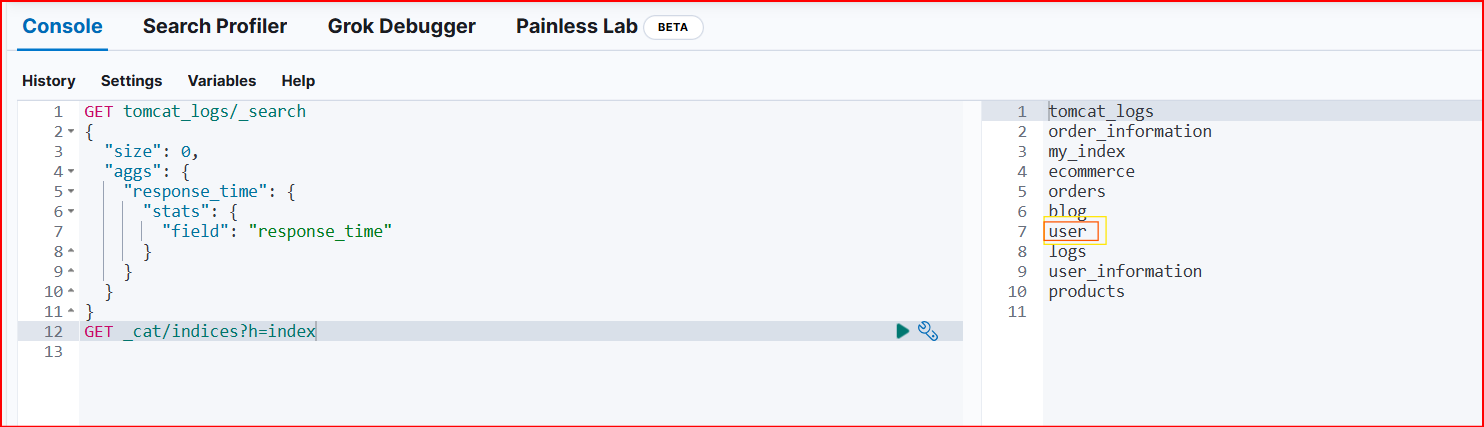 Console Search Profiler Grok Debugger Painless Lab BETA
History Settings Variables Help
1 GET tomcat_logs/_search
2 {
3 "size": 0,
4 "aggs": {
5 "response_time": {
6 "stats": {
7 "field": "response_time"
8 }
9 }
10 }
11 }
12 GET _cat/indices?h=index
13
1 tomcat_logs
2 order_information
3 my_index
4 ecommerce
5 orders
6 blog
7 user
8 logs
9 user_information
10 products
11